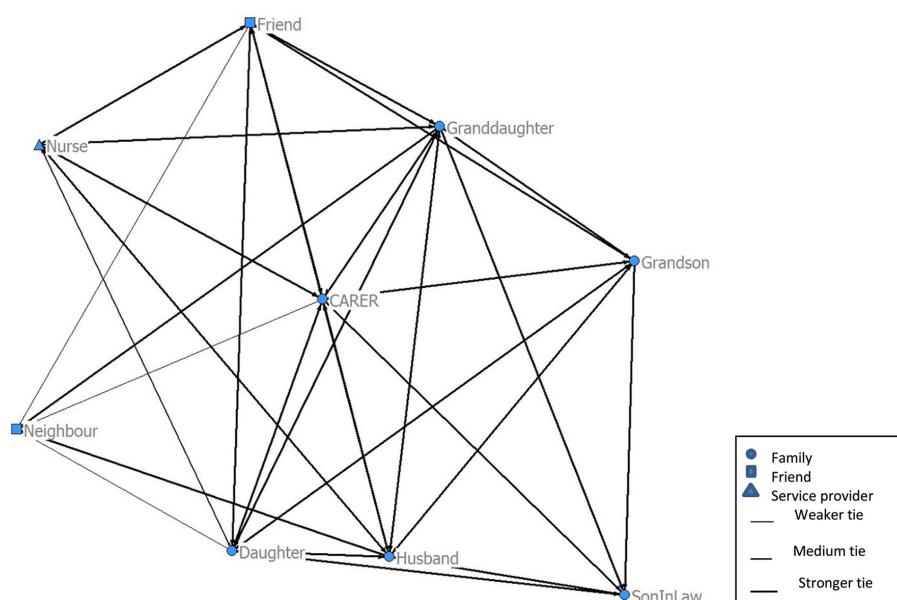 Friend
Granddaughter
Nurse
Grandson
CARER
Neighbour
Daughter
Husband
SonInLaw
Family
Friend
Service provider
Weaker tie
Medium tie
Stronger tie